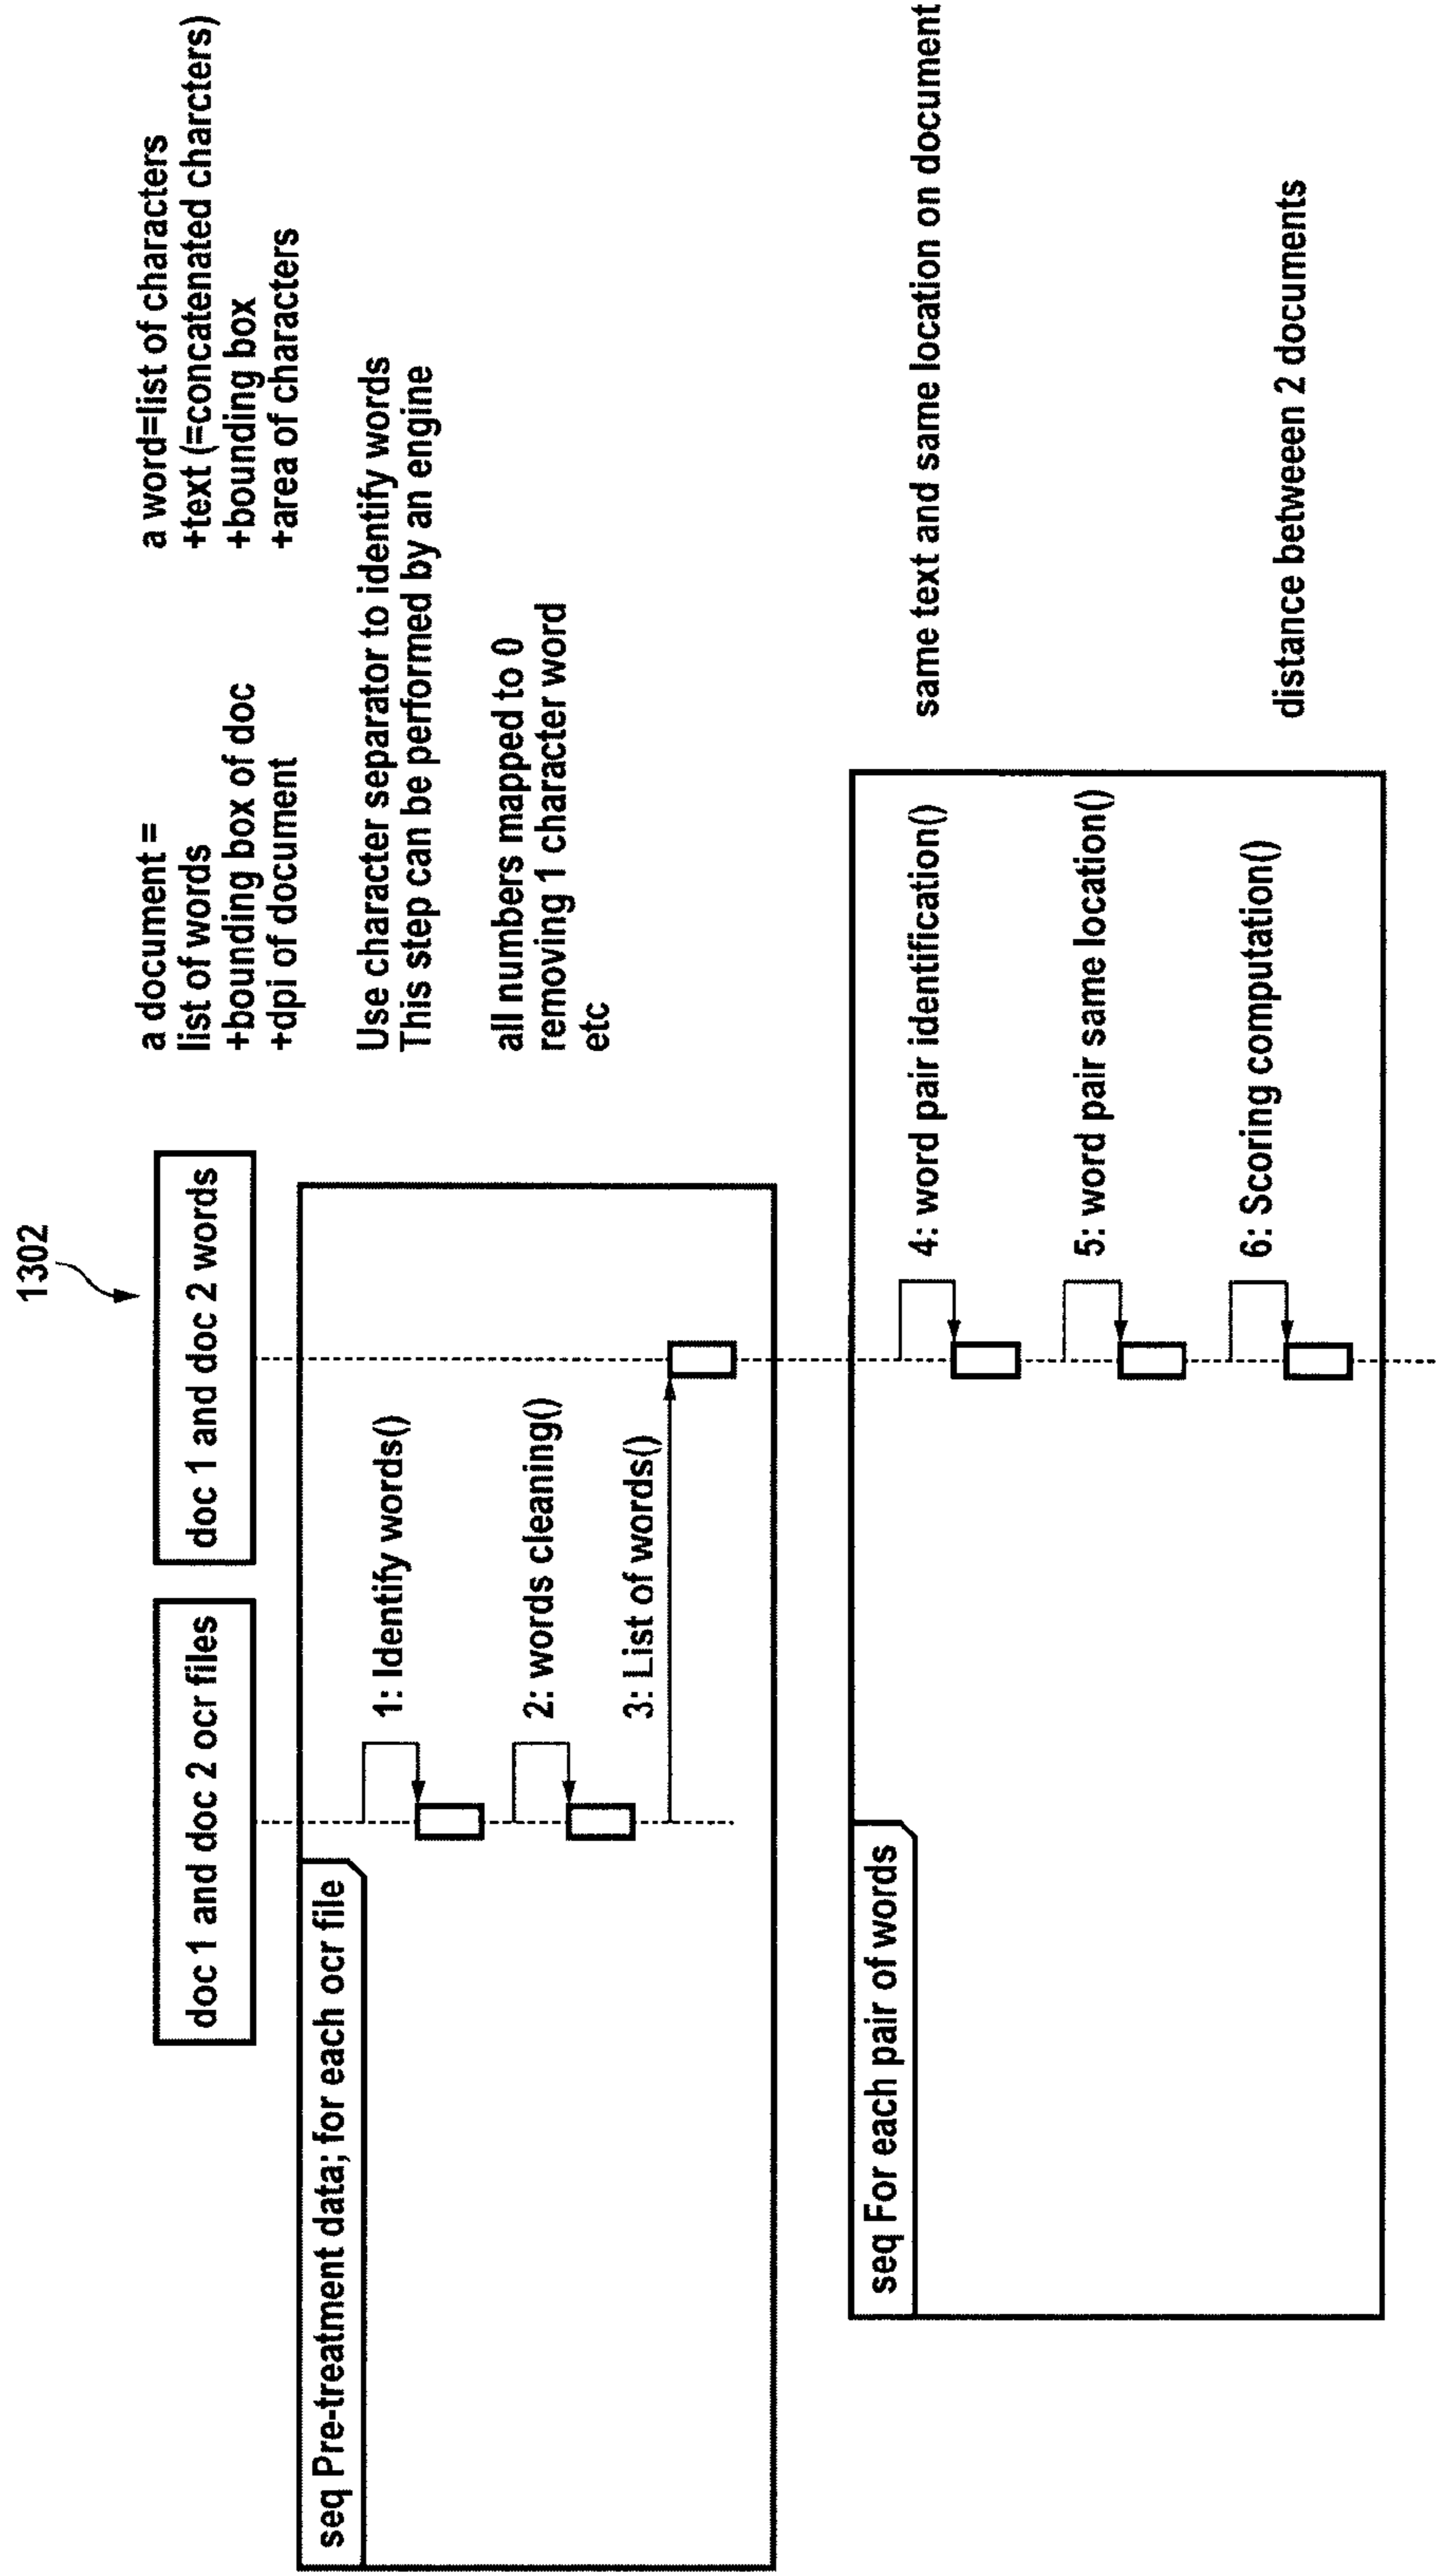 1302
doc 1 and doc 2 ocr files
doc 1 and doc 2 words
a document =
list of words
+bounding box of doc
+dpi of document
a word=list of characters
+text (=concatenated charcters)
+bounding box
+area of characters
seq Pre-treatment data; for each ocr file
1: Identify words()
Use character separator to identify words
This step can be performed by an engine
2: words cleaning()
all numbers mapped to 0
removing 1 character word
etc
3: List of words()
seq For each pair of words
4: word pair identification()
same text and same location on document
5: word pair same location()
6: Scoring computation()
distance between 2 documents